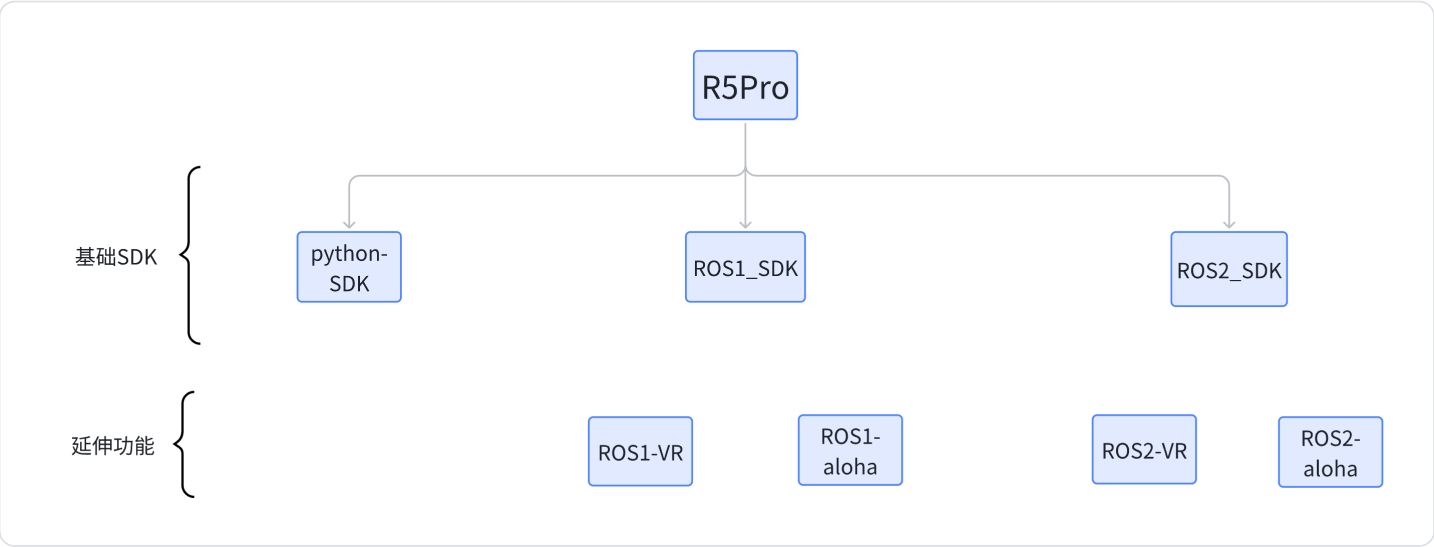 R5Pro
基础SDK
python-
SDK
ROS1_SDK
ROS2_SDK
延伸功能
ROS1-VR
ROS1-
aloha
ROS2-VR
ROS2-
aloha